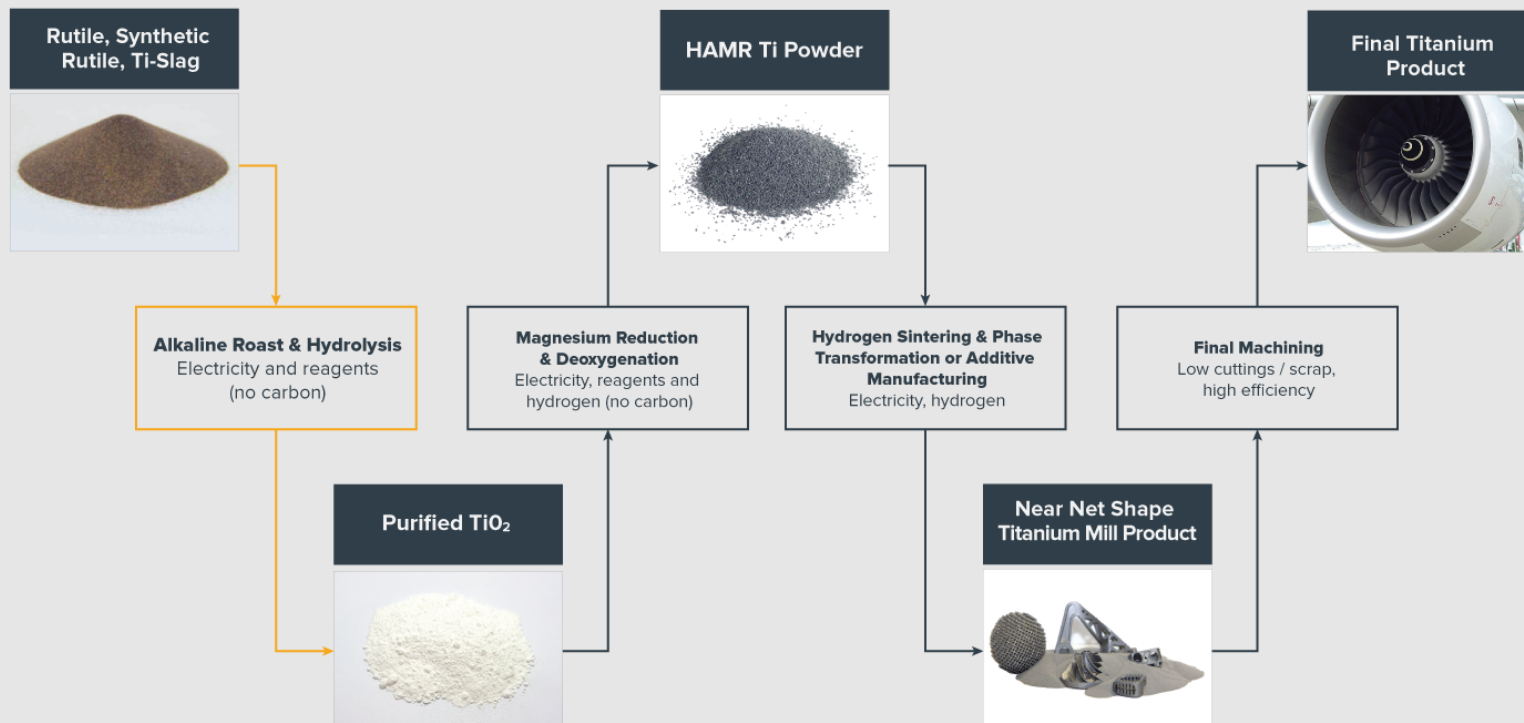 Rutile, Synthetic
Rutile, Ti-Slag
HAMR Ti Powder
Final Titanium
Product
Alkaline Roast & Hydrolysis
Electricity and reagents
(no carbon)
Magnesium Reduction
& Deoxygenation
Electricity, reagents and
hydrogen (no carbon)
Hydrogen Sintering & Phase
Transformation or Additive
Manufacturing
Electricity, hydrogen
Final Machining
Low cuttings / scrap,
high efficiency
Purified Ti0₂
Near Net Shape
Titanium Mill Product